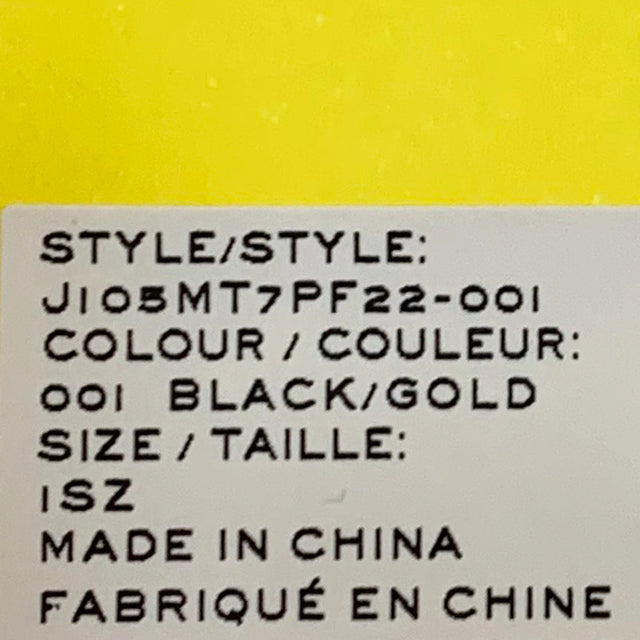 STYLE/STYLE:
J105MT7PF22-001
COLOUR / COULEUR:
001 BLACK/GOLD
SIZE / TAILLE:
1SZ
MADE IN CHINA
FABRIQUÉ EN CHINE